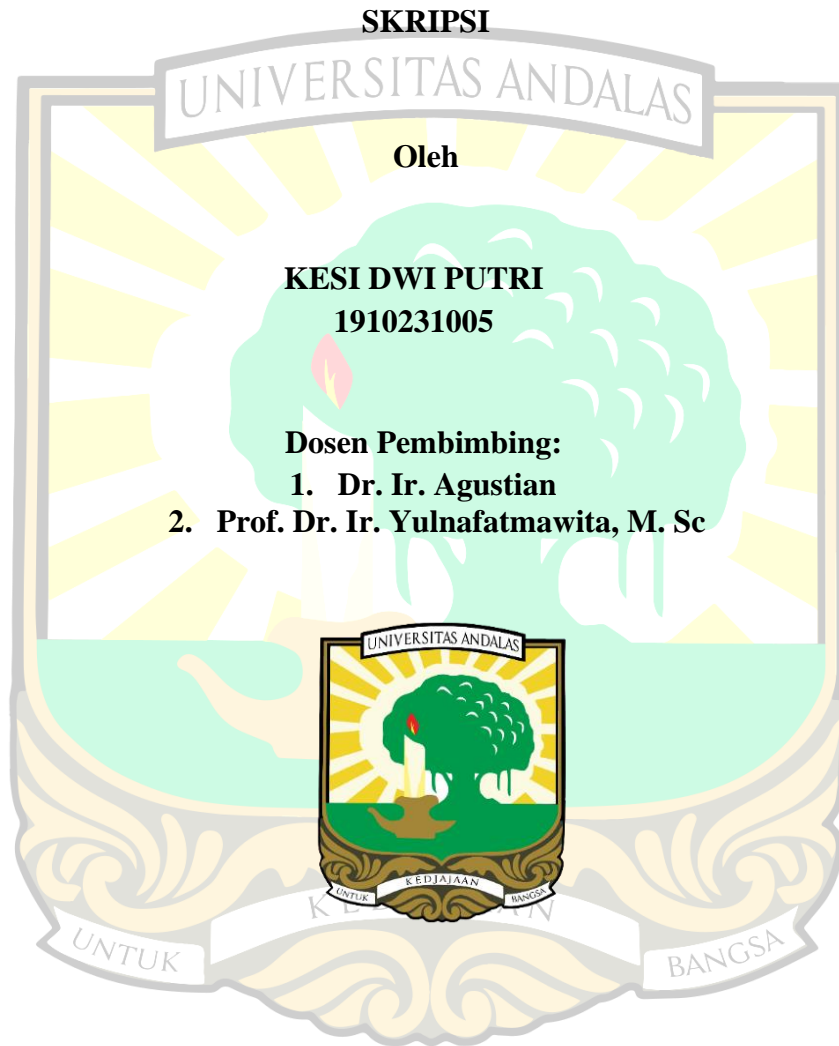 SKRIPSI
UNIVERSITAS ANDALAS
Oleh
KESI DWI PUTRI
1910231005
Dosen Pembimbing:
1. Dr. Ir. Agustian
2. Prof. Dr. Ir. Yulnafatmawita, M. Sc
UNIVERSITAS ANDALAS
KEDJAJAAN
UNTUK BANGSA
UNTUK BANGSA